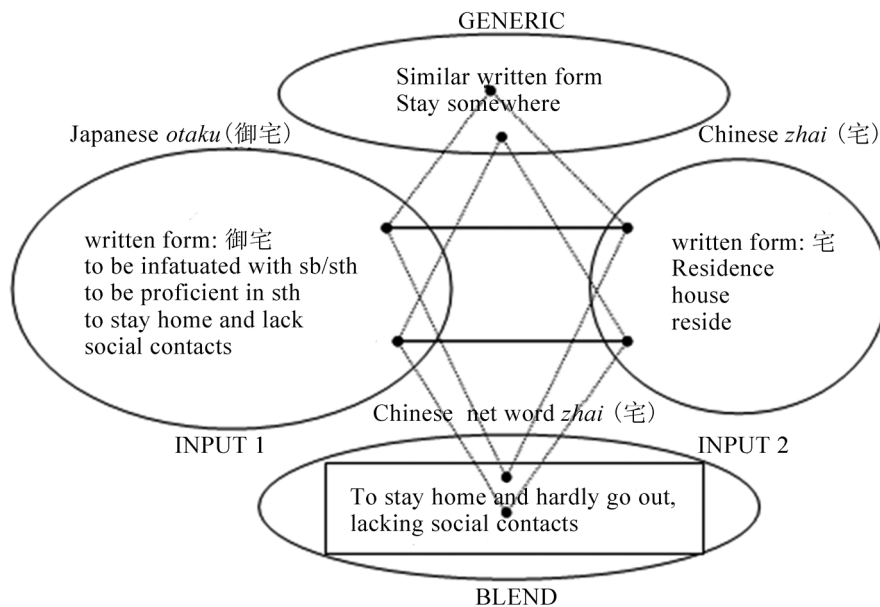 GENERIC
Similar written form
Stay somewhere
Japanese otaku (御宅)
Chinese zhai (宅)
written form: 御宅
to be infatuated with sb/sth
to be proficient in sth
to stay home and lack
social contacts
written form: 宅
Residence
house
reside
Chinese net word zhai (宅)
INPUT 1
INPUT 2
To stay home and hardly go out,
lacking social contacts
BLEND